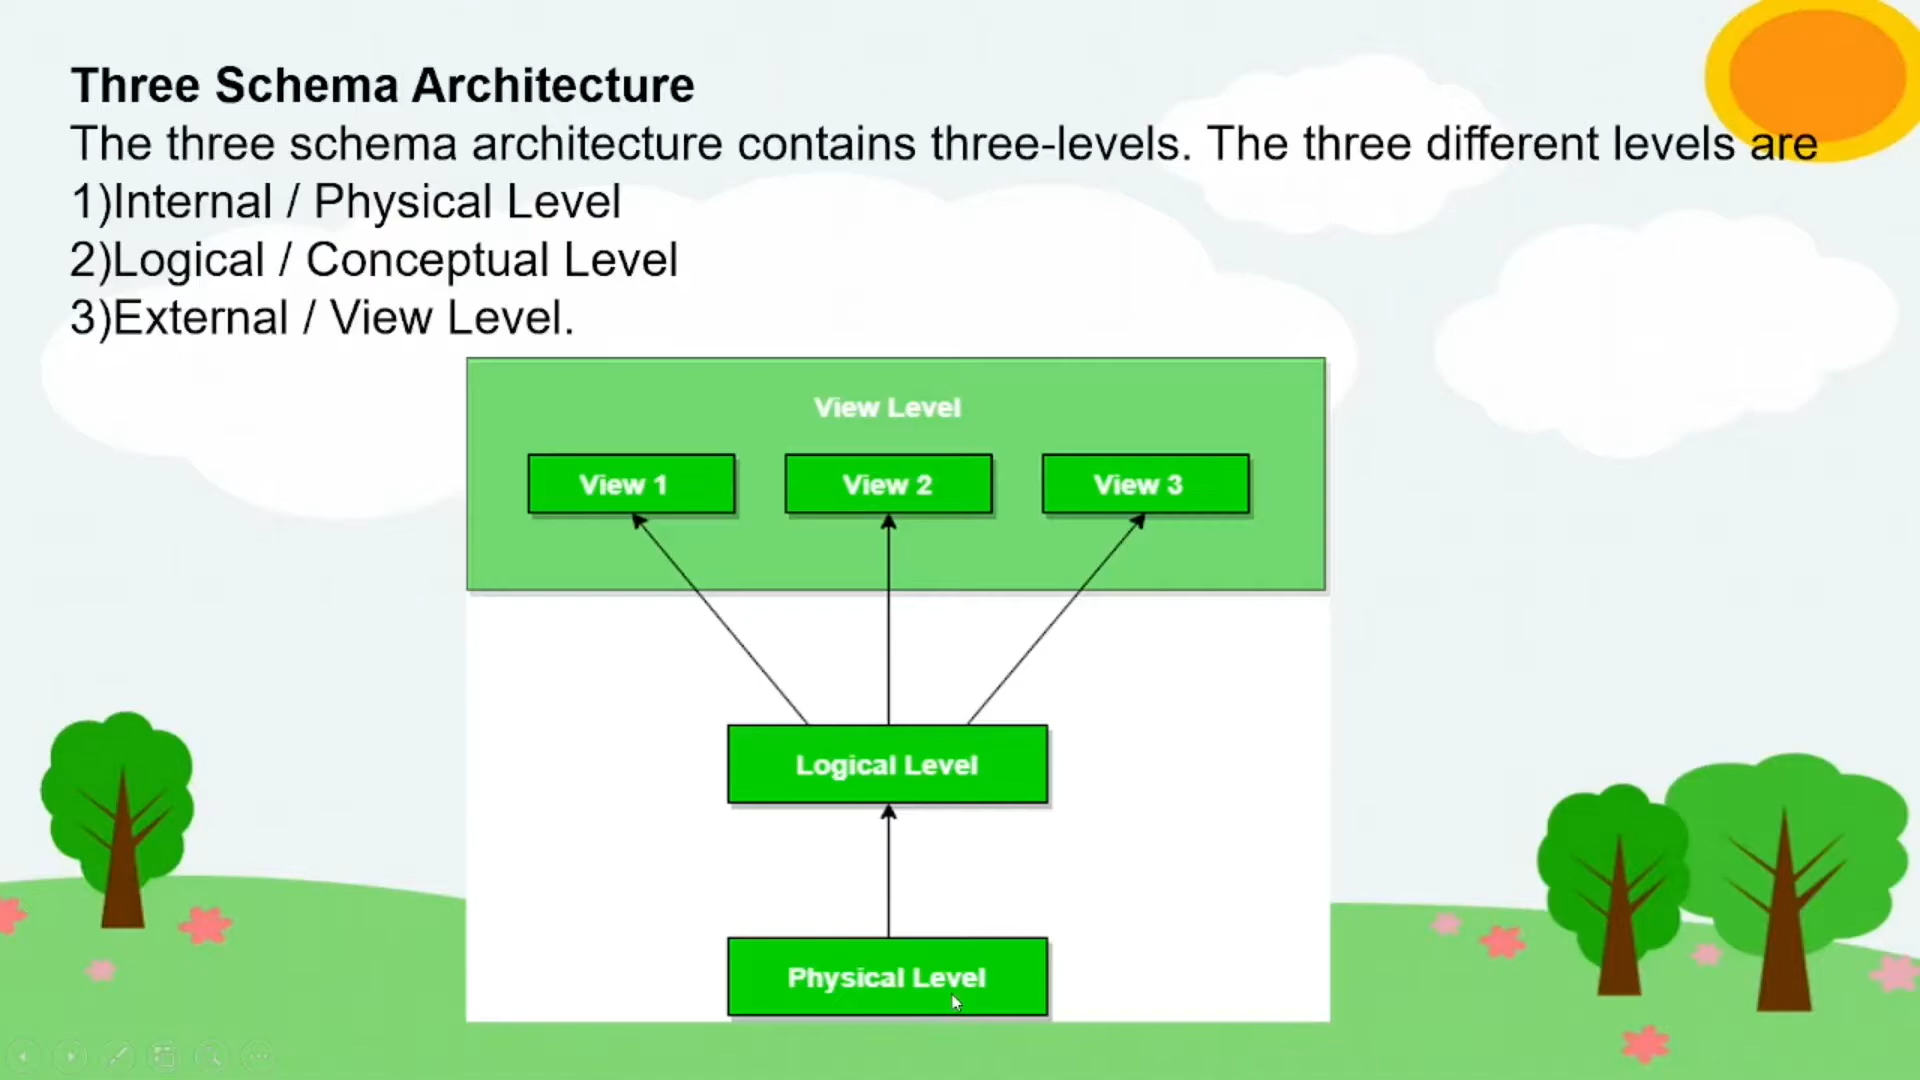 Three Schema Architecture
The three schema architecture contains three-levels. The three different levels are
1)Internal / Physical Level
2)Logical / Conceptual Level
3)External / View Level.
View Level
View 1
View 2
View 3
Logical Level
Physical Level